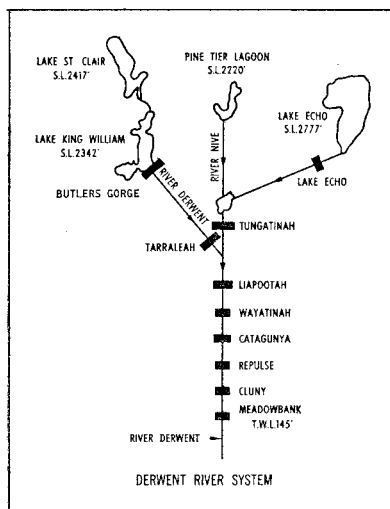 LAKE ST CLAIR
S.L.2417'
PINE TIER LAGOON
S.L.2220'
LAKE ECHO
S.L.2777'
LAKE KING WILLIAM
S.L.2342'
RIVER NIVE
RIVER DERWENT
BUTLERS GORGE
LAKE ECHO
TUNGATINAH
TARRALEAH
LIAPOOTAH
WAYATINAH
CATAGUNYA
REPULSE
CLUNY
MEADOWBANK
T.W.L.145'
RIVER DERWENT
DERWENT RIVER SYSTEM